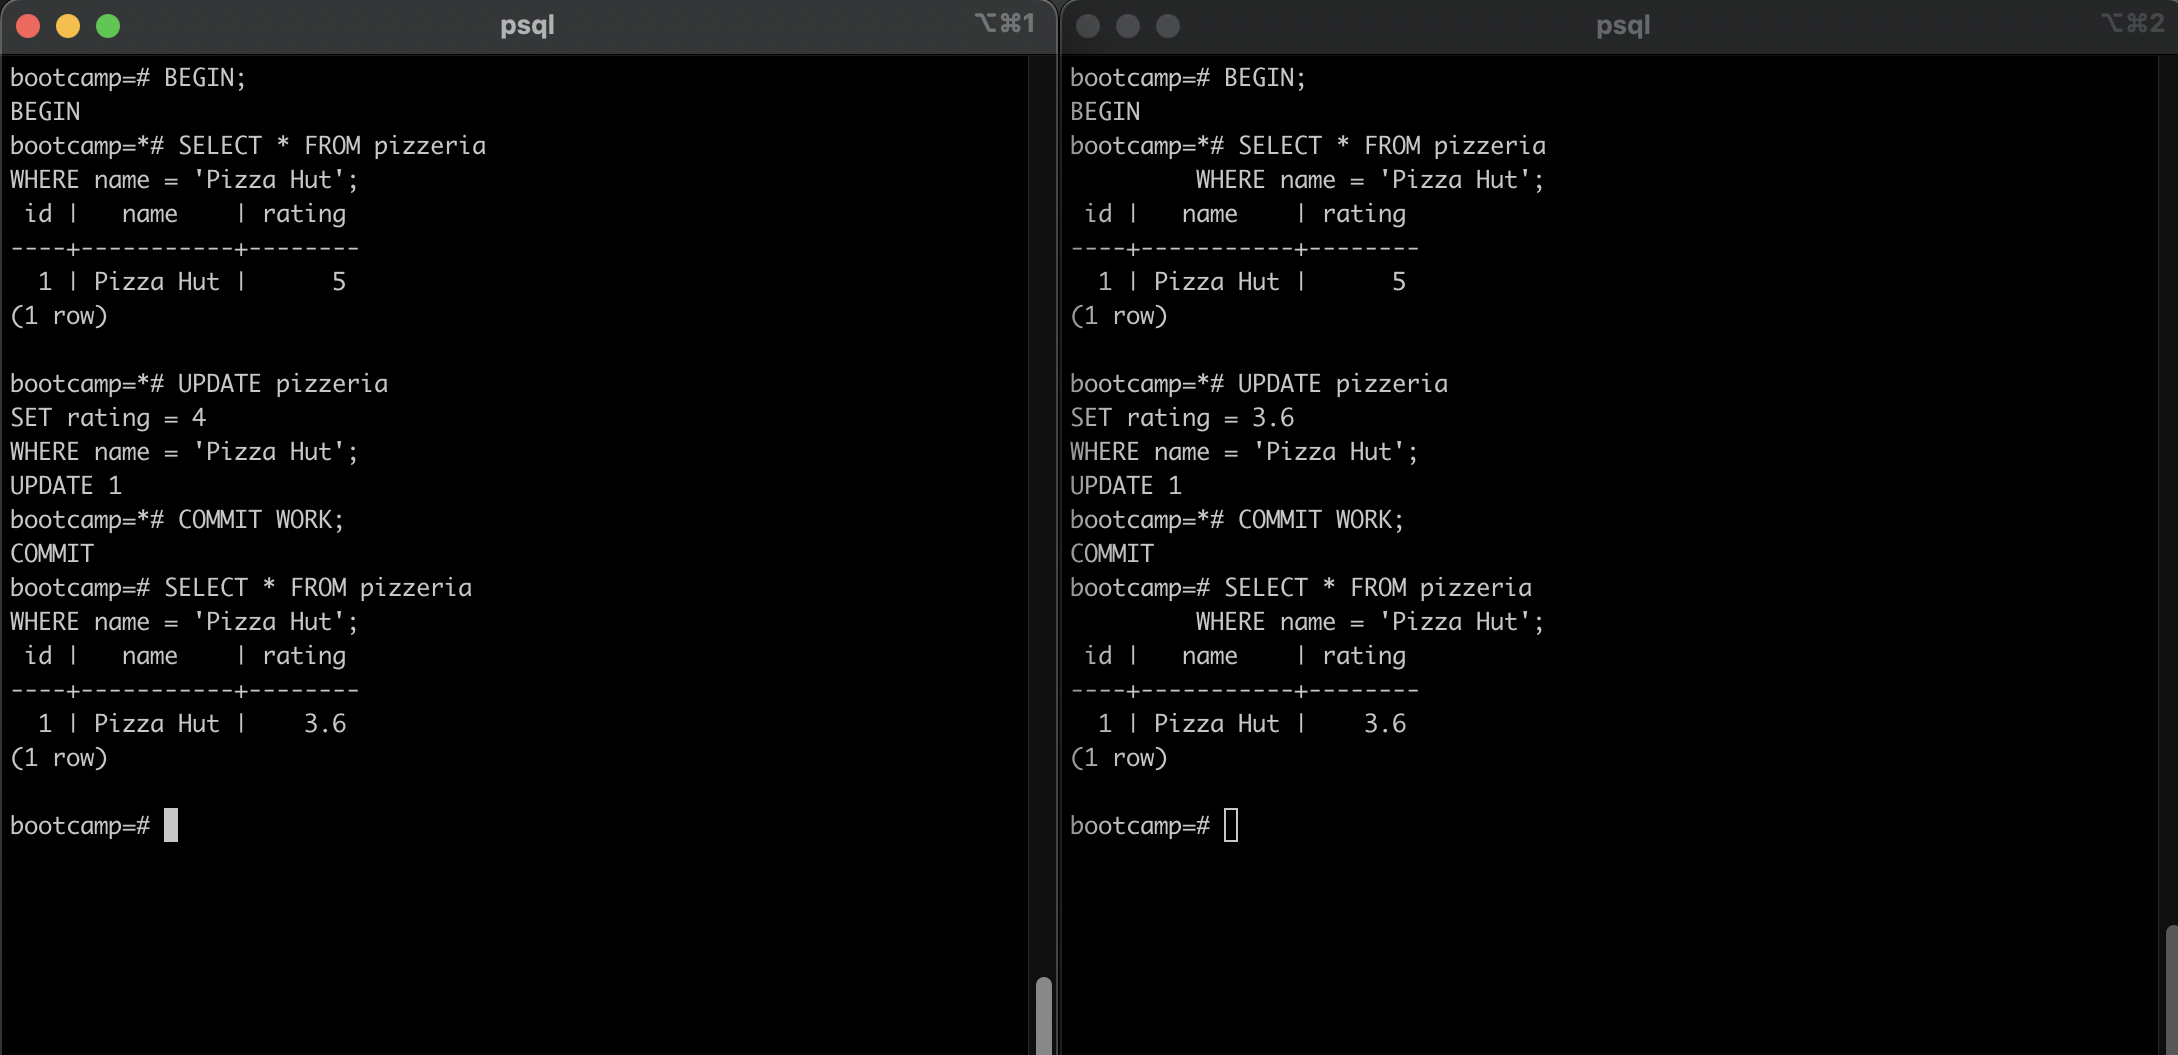 psql
⌥⌘1
bootcamp=# BEGIN;
BEGIN
bootcamp=*# SELECT * FROM pizzeria
WHERE name = 'Pizza Hut';
 id |   name    | rating
----+-----------+--------
  1 | Pizza Hut |      5
(1 row)

bootcamp=*# UPDATE pizzeria
SET rating = 4
WHERE name = 'Pizza Hut';
UPDATE 1
bootcamp=*# COMMIT WORK;
COMMIT
bootcamp=# SELECT * FROM pizzeria
WHERE name = 'Pizza Hut';
 id |   name    | rating
----+-----------+--------
  1 | Pizza Hut |    3.6
(1 row)

bootcamp=#
psql
⌥⌘2
bootcamp=# BEGIN;
BEGIN
bootcamp=*# SELECT * FROM pizzeria
         WHERE name = 'Pizza Hut';
 id |   name    | rating
----+-----------+--------
  1 | Pizza Hut |      5
(1 row)

bootcamp=*# UPDATE pizzeria
SET rating = 3.6
WHERE name = 'Pizza Hut';
UPDATE 1
bootcamp=*# COMMIT WORK;
COMMIT
bootcamp=# SELECT * FROM pizzeria
         WHERE name = 'Pizza Hut';
 id |   name    | rating
----+-----------+--------
  1 | Pizza Hut |    3.6
(1 row)

bootcamp=#